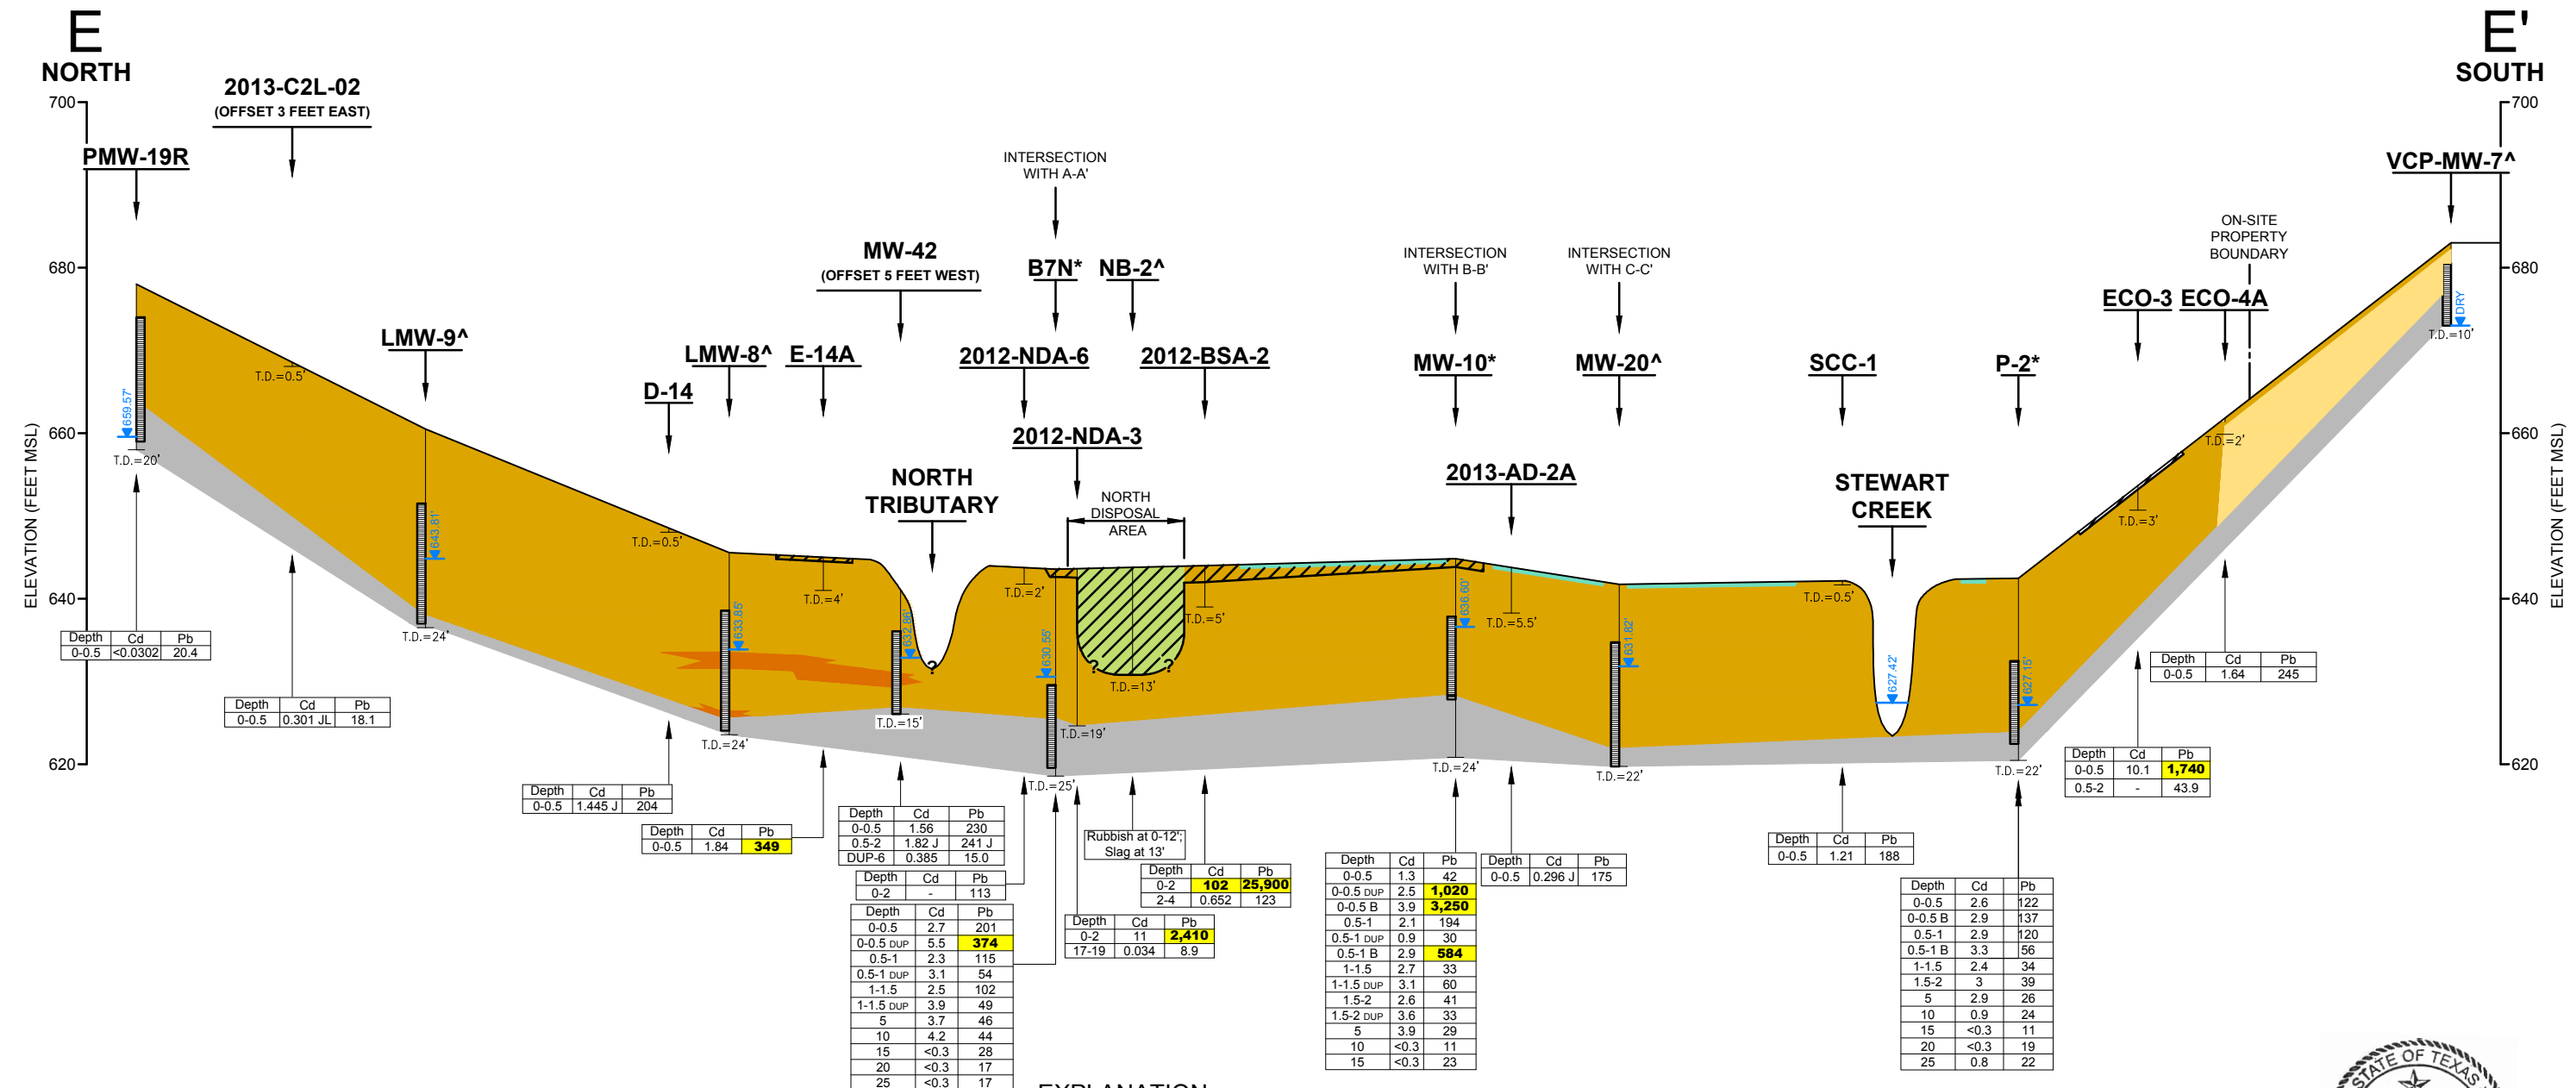 E
NORTH
E'
SOUTH
2013-C2L-02
(OFFSET 3 FEET EAST)
700
700
PMW-19R
INTERSECTION
WITH A-A'
VCP-MW-7^
ON-SITE
PROPERTY
BOUNDARY
MW-42
(OFFSET 5 FEET WEST)
B7N*
NB-2^
INTERSECTION
WITH B-B'
INTERSECTION
WITH C-C'
680
680
ECO-3
ECO-4A
DRY
T.D.=10'
LMW-9^
LMW-8^
E-14A
2012-NDA-6
2012-BSA-2
MW-10*
MW-20^
SCC-1
P-2*
T.D.=0.5'
D-14
659.57'
660
660
T.D.=20'
2012-NDA-3
T.D.=2'
NORTH
TRIBUTARY
2013-AD-2A
STEWART
CREEK
NORTH
DISPOSAL
AREA
ELEVATION (FEET MSL)
ELEVATION (FEET MSL)
643.81'
T.D.=0.5'
T.D.=3'
640
640
T.D.=4'
T.D.=2'
T.D.=5'
T.D.=5.5'
T.D.=0.5'
T.D.=24'
633.85'
632.86'
630.55'
636.60'
631.82'
627.42'
627.15'
?
?
?
T.D.=13'
T.D.=15'
T.D.=19'
T.D.=24'
T.D.=25'
T.D.=24'
T.D.=22'
T.D.=22'
620
620
Depth Cd Pb
0-0.5 <0.0302 20.4
Depth Cd Pb
0-0.5 0.301 JL 18.1
Depth Cd Pb
0-0.5 1.445 J 204
Depth Cd Pb
0-0.5 1.84 349
Depth Cd Pb
0-0.5 1.56 230
0.5-2 1.82 J 241 J
DUP-6 0.385 15.0
Depth Cd Pb
0-2 - 113
Depth Cd Pb
0-0.5 2.7 201
0-0.5 DUP 5.5 374
0.5-1 2.3 115
0.5-1 DUP 3.1 54
1-1.5 2.5 102
1-1.5 DUP 3.9 49
5 3.7 46
10 4.2 44
15 <0.3 28
20 <0.3 17
25 <0.3 17
Rubbish at 0-12';
Slag at 13'
Depth Cd Pb
0-2 11 2,410
17-19 0.034 8.9
Depth Cd Pb
0-2 102 25,900
2-4 0.652 123
Depth Cd Pb
0-0.5 1.3 42
0-0.5 DUP 2.5 1,020
0-0.5 B 3.9 3,250
0.5-1 2.1 194
0.5-1 DUP 0.9 30
0.5-1 B 2.9 584
1-1.5 2.7 33
1-1.5 DUP 3.1 60
1.5-2 2.6 41
1.5-2 DUP 3.6 33
5 3.9 29
10 <0.3 11
15 <0.3 23
Depth Cd Pb
0-0.5 0.296 J 175
Depth Cd Pb
0-0.5 1.21 188
Depth Cd Pb
0-0.5 2.6 122
0-0.5 B 2.9 137
0.5-1 2.9 120
0.5-1 B 3.3 56
1-1.5 2.4 34
1.5-2 3 39
5 2.9 26
10 0.9 24
15 <0.3 11
20 <0.3 19
25 0.8 22
Depth Cd Pb
0-0.5 10.1 1,740
0.5-2 - 43.9
Depth Cd Pb
0-0.5 1.64 245
EXPLANATION
STATE OF TEXAS